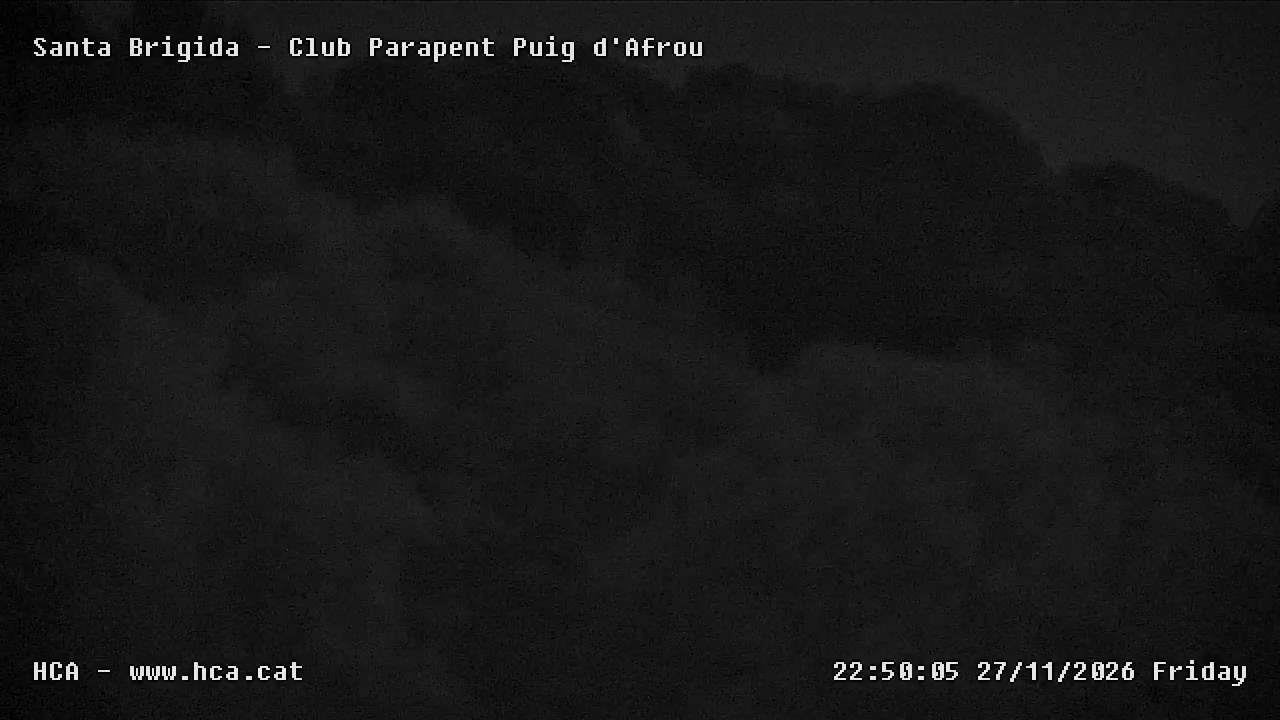 Santa Brigida - Club Parapent Puig d'Afrou
HCA - www.hca.cat
22:50:05 27/11/2026 Friday